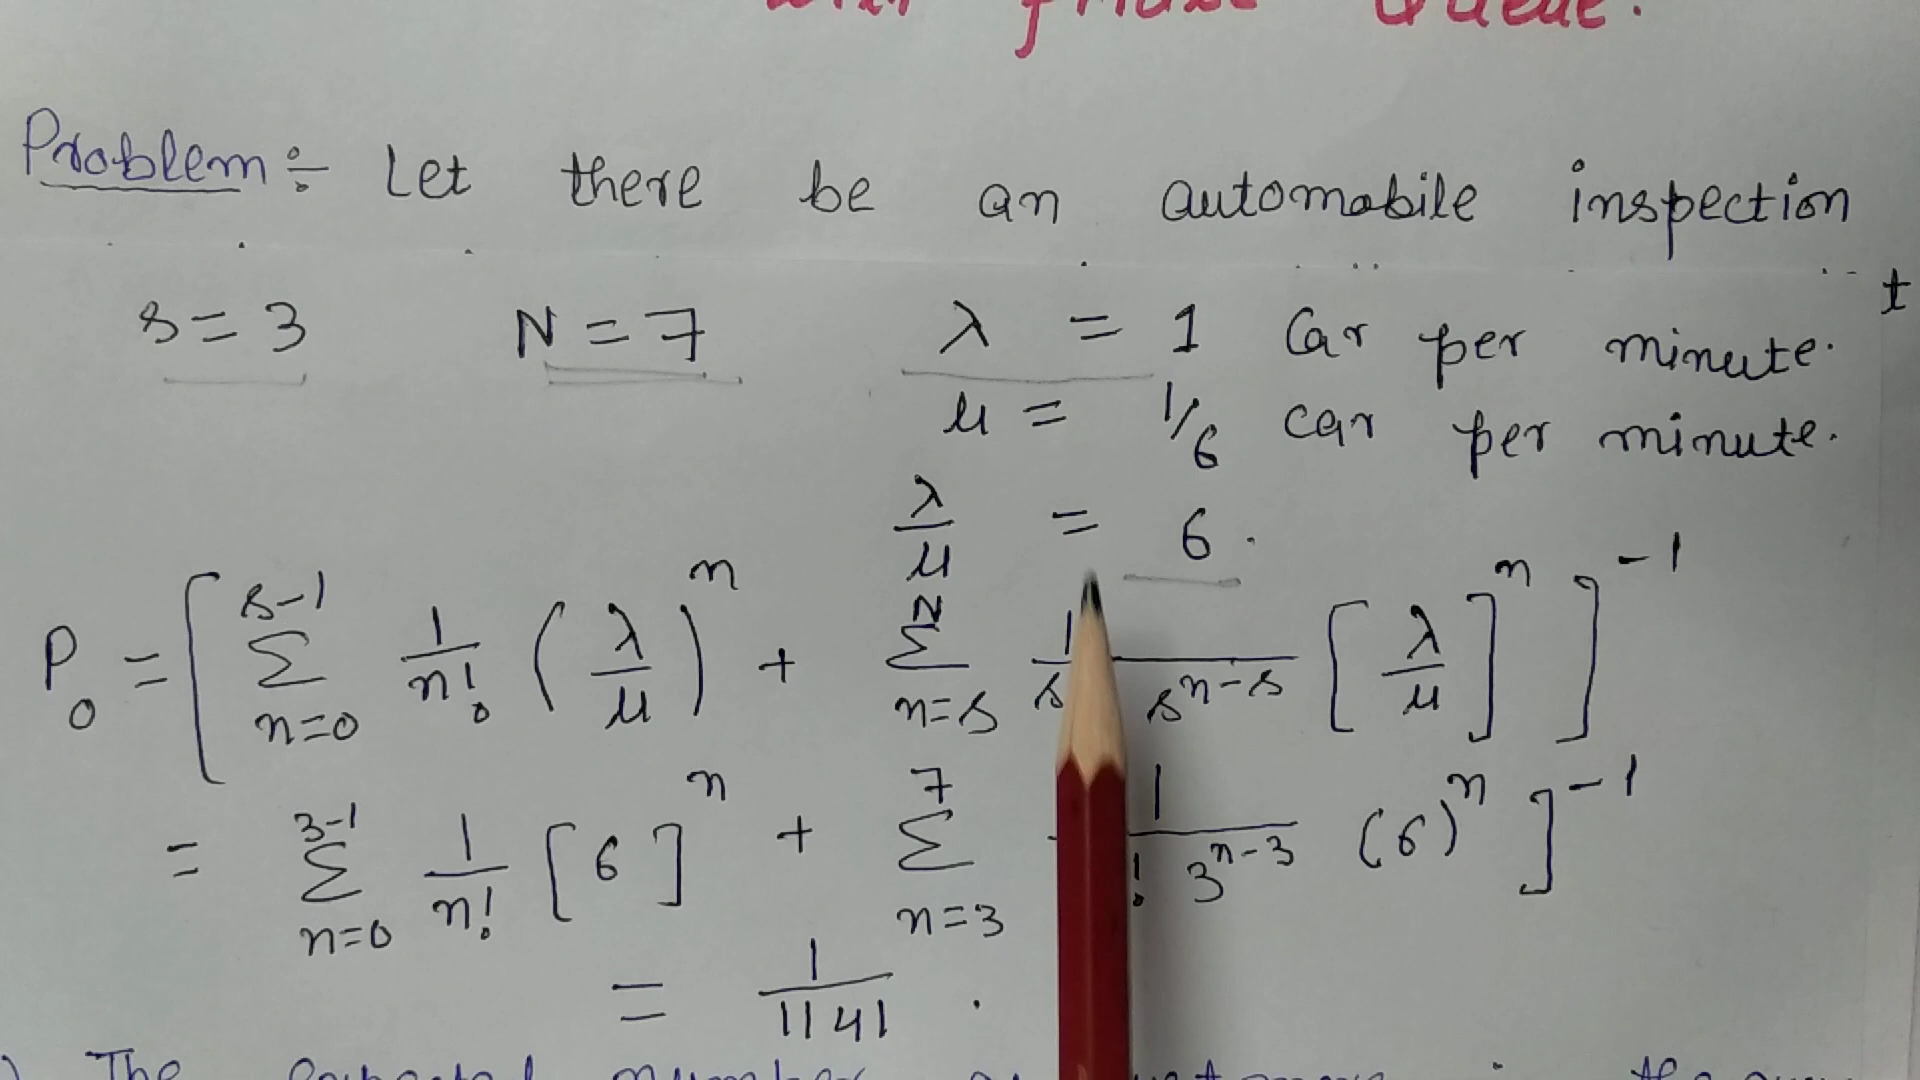 Queue.
Problem :- Let there be an automobile inspection
s = 3 N = 7 λ = 1 Car per minute. t
μ = 1/6 car per minute.
λ/μ = 6.
P₀ = [ Σ_{n=0}^{s-1} 1/n! (λ/μ)^n + Σ_{n=s}^{N} 1/s s^{n-s} [λ/μ]^n ]^{-1}
= Σ_{n=0}^{3-1} 1/n! [6]^n + Σ_{n=3}^{7} 1/! 3^{n-3} (6)^n ]^{-1}
= 1/1141 .
) The